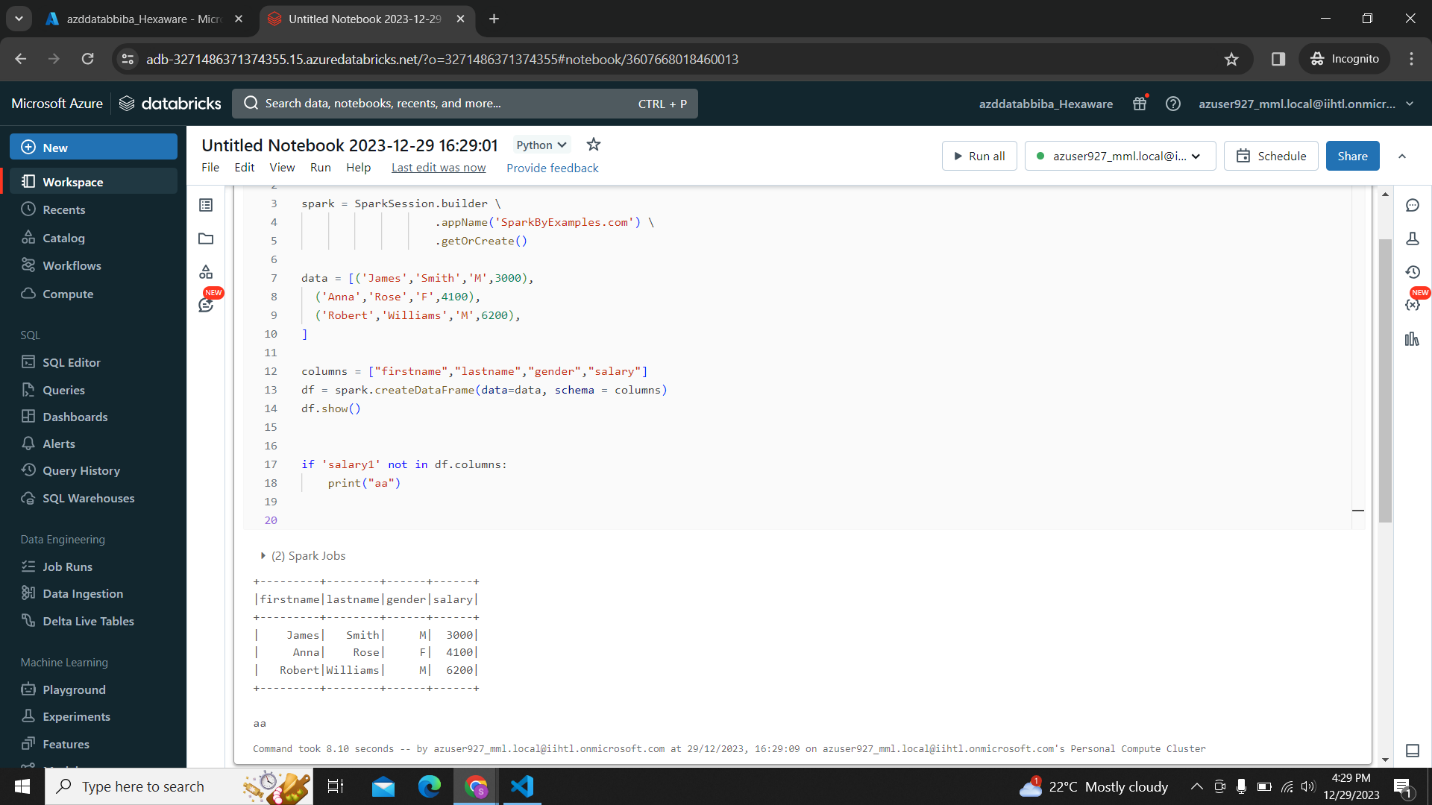 azddatabbiba_Hexaware - Micr
Untitled Notebook 2023-12-29
adb-3271486371374355.15.azuredatabricks.net/?o=3271486371374355#notebook/3607668018460013
Incognito
Microsoft Azure
databricks
Search data, notebooks, recents, and more...
CTRL + P
azddatabbiba_Hexaware
azuser927_mml.local@iihtl.onmicr...
New
Workspace
Recents
Catalog
Workflows
Compute
SQL
SQL Editor
Queries
Dashboards
Alerts
Query History
SQL Warehouses
Data Engineering
Job Runs
Data Ingestion
Delta Live Tables
Machine Learning
Playground
Experiments
Features
Untitled Notebook 2023-12-29 16:29:01
Python
File Edit View Run Help Last edit was now Provide feedback
Run all
azuser927_mml.local@i...
Schedule
Share
NEW
NEW
2
3 spark = SparkSession.builder \
4 .appName('SparkByExamples.com') \
5 .getOrCreate()
6
7 data = [('James','Smith','M',3000),
8 ('Anna','Rose','F',4100),
9 ('Robert','Williams','M',6200),
10 ]
11
12 columns = ["firstname","lastname","gender","salary"]
13 df = spark.createDataFrame(data=data, schema = columns)
14 df.show()
15
16
17 if 'salary1' not in df.columns:
18 print("aa")
19
20
(2) Spark Jobs
+---------+--------+------+------+
|firstname|lastname|gender|salary|
+---------+--------+------+------+
|    James|   Smith|     M|  3000|
|     Anna|    Rose|     F|  4100|
|   Robert|Williams|     M|  6200|
+---------+--------+------+------+
aa
Command took 8.10 seconds -- by azuser927_mml.local@iihtl.onmicrosoft.com at 29/12/2023, 16:29:09 on azuser927_mml.local@iihtl.onmicrosoft.com's Personal Compute Cluster
Type here to search
S
1
22°C Mostly cloudy
4:29 PM
12/29/2023
1